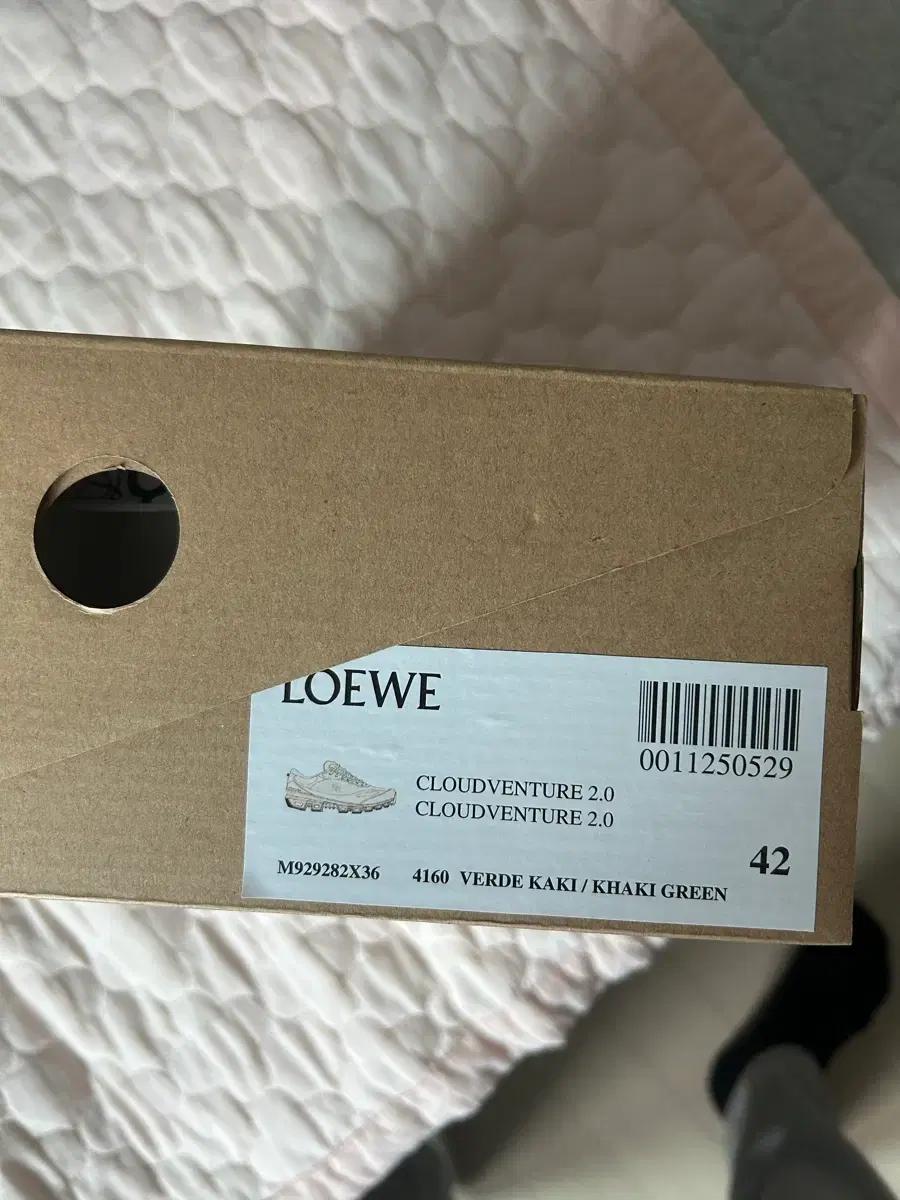 LOEWE
0011250529
CLOUDVENTURE 2.0
CLOUDVENTURE 2.0
42
M929282X36 4160 VERDE KAKI / KHAKI GREEN